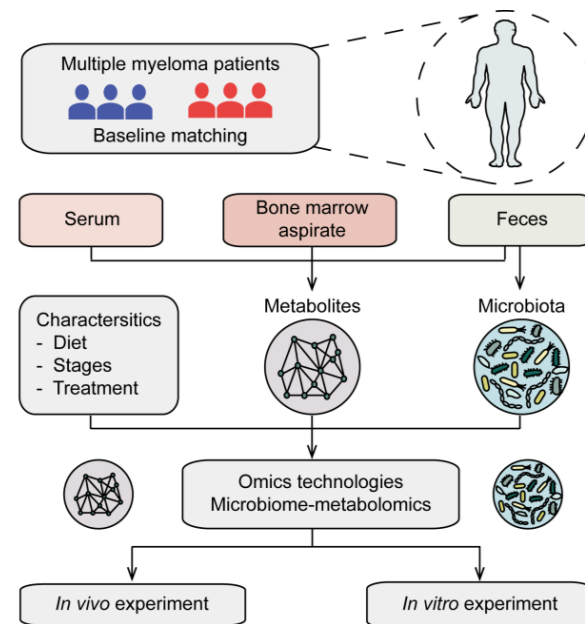 Multiple myeloma patients
Baseline matching
Serum
Bone marrow
aspirate
Feces
Metabolites
Microbiota
Charactersitics
- Diet
- Stages
- Treatment
Omics technologies
Microbiome-metabolomics
In vivo experiment
In vitro experiment